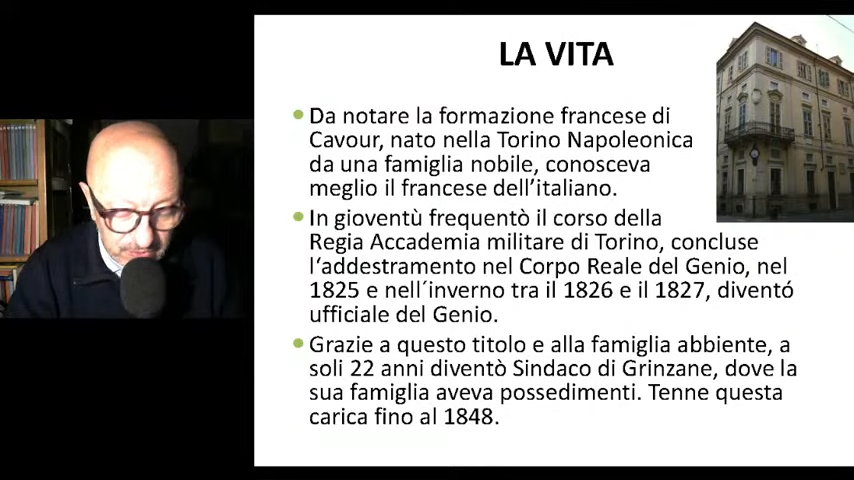 LA VITA
Da notare la formazione francese di
Cavour, nato nella Torino Napoleonica
da una famiglia nobile, conosceva
meglio il francese dell'italiano.
In gioventù frequentò il corso della
Regia Accademia militare di Torino, concluse
l'addestramento nel Corpo Reale del Genio, nel
1825 e nell´inverno tra il 1826 e il 1827, diventó
ufficiale del Genio.
Grazie a questo titolo e alla famiglia abbiente, a
soli 22 anni diventò Sindaco di Grinzane, dove la
sua famiglia aveva possedimenti. Tenne questa
carica fino al 1848.